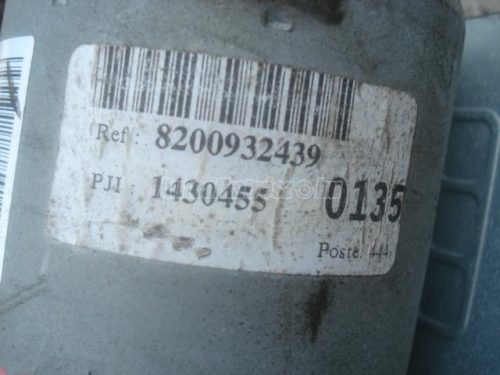 Ref : 8200932439
PJI : 1430455 0135
Poste. 444